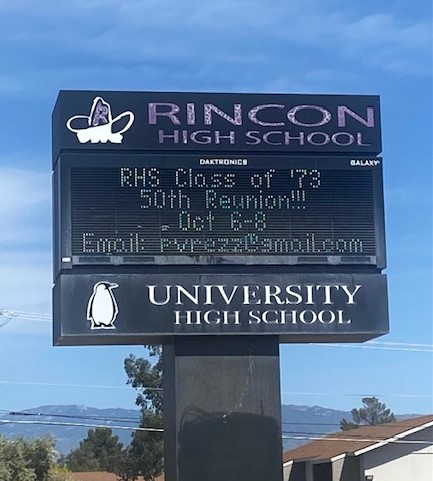 R
RINCON
HIGH SCHOOL
DAKTRONICS GALAXY
RHS Class of '73
50th Reunion!!!
Oct 6-8
Email:
UNIVERSITY
HIGH SCHOOL